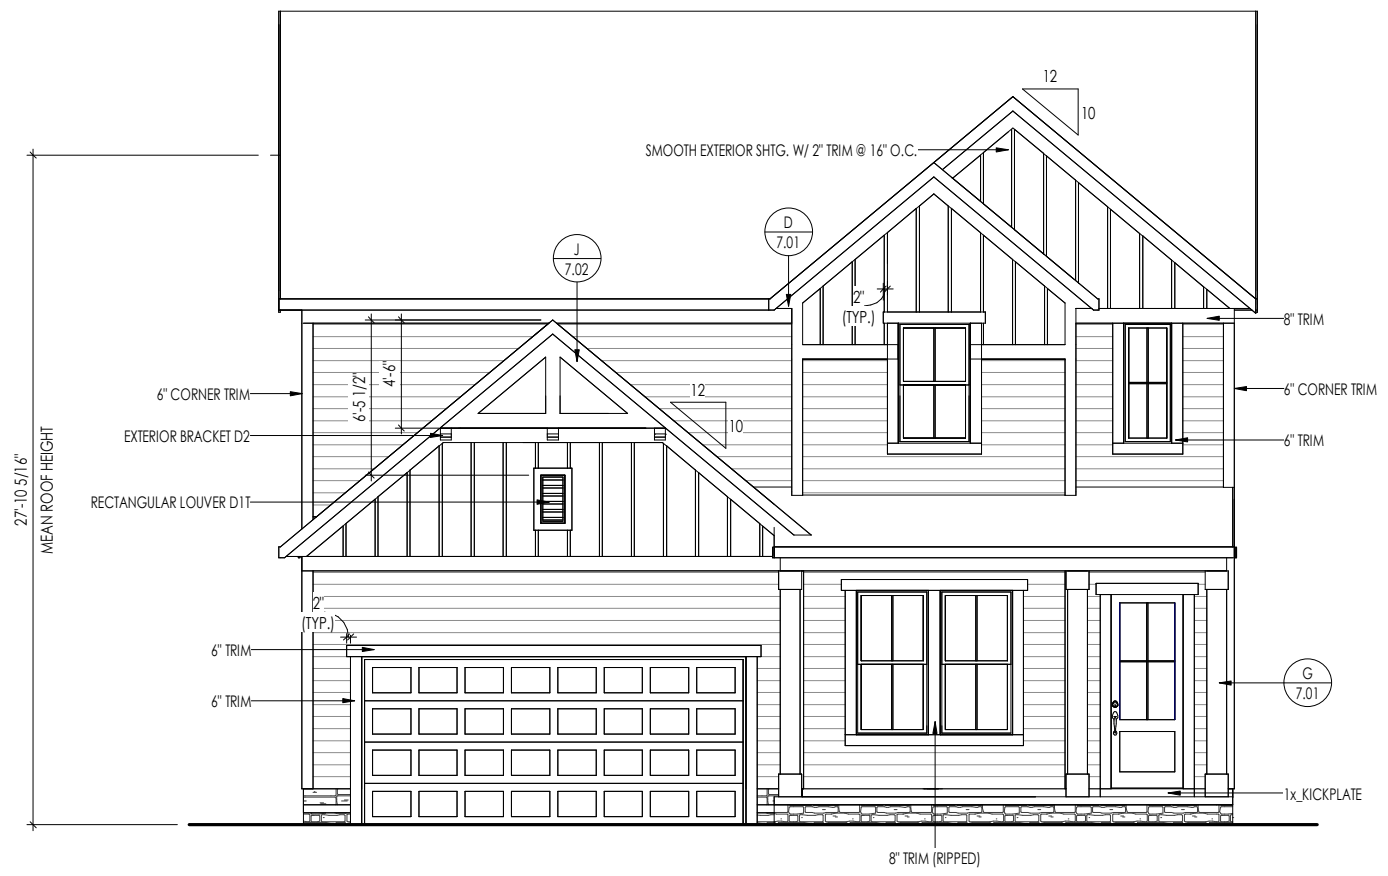 12
10
SMOOTH EXTERIOR SHTG. W/ 2" TRIM @ 16" O.C.
D
7.01
J
7.02
2"
(TYP.)
8" TRIM
6" CORNER TRIM
6'-5 1/2"
4'-6"
12
10
6" CORNER TRIM
EXTERIOR BRACKET D2
6" TRIM
27'-10 5/16"
MEAN ROOF HEIGHT
RECTANGULAR LOUVER D1T
2"
(TYP.)
6" TRIM
6" TRIM
G
7.01
1x_KICKPLATE
8" TRIM (RIPPED)